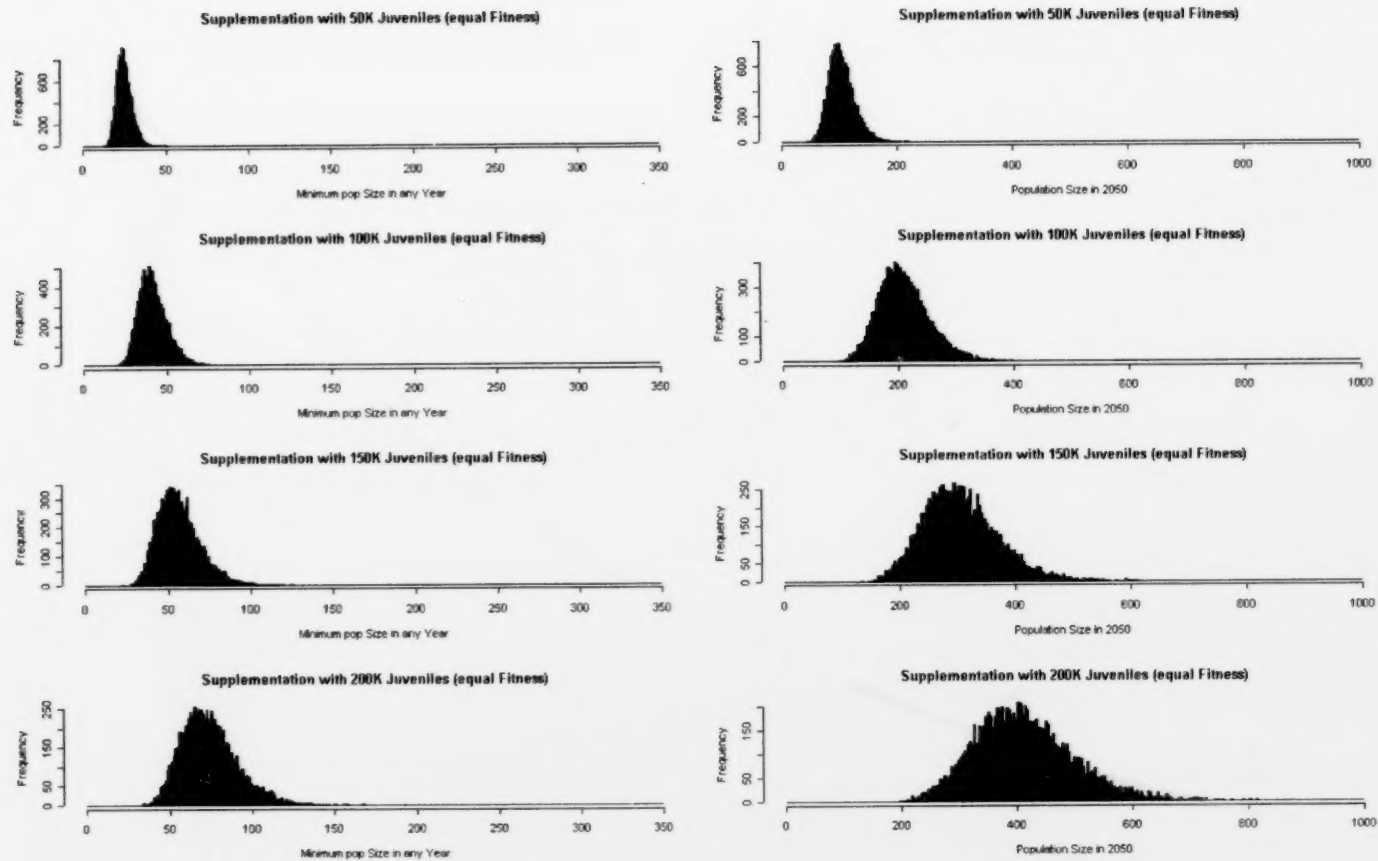 Supplementation with 50K Juveniles (equal Fitness)
Frequency
0 200 600
0 50 100 150 200 250 300 350
Minimum pop Size in any Year
Supplementation with 50K Juveniles (equal Fitness)
Frequency
0 200 600
0 200 400 600 800 1000
Population Size in 2050
Supplementation with 100K Juveniles (equal Fitness)
Frequency
0 200 400
0 50 100 150 200 250 300 350
Minimum pop Size in any Year
Supplementation with 100K Juveniles (equal Fitness)
Frequency
0 100 300
0 200 400 600 800 1000
Population Size in 2050
Supplementation with 150K Juveniles (equal Fitness)
Frequency
0 100 200 300
0 50 100 150 200 250 300 350
Minimum pop Size in any Year
Supplementation with 150K Juveniles (equal Fitness)
Frequency
0 50 150 250
0 200 400 600 800 1000
Population Size in 2050
Supplementation with 200K Juveniles (equal Fitness)
Frequency
0 50 150 250
0 50 100 150 200 250 300 350
Minimum pop Size in any Year
Supplementation with 200K Juveniles (equal Fitness)
Frequency
0 50 150
0 200 400 600 800 1000
Population Size in 2050